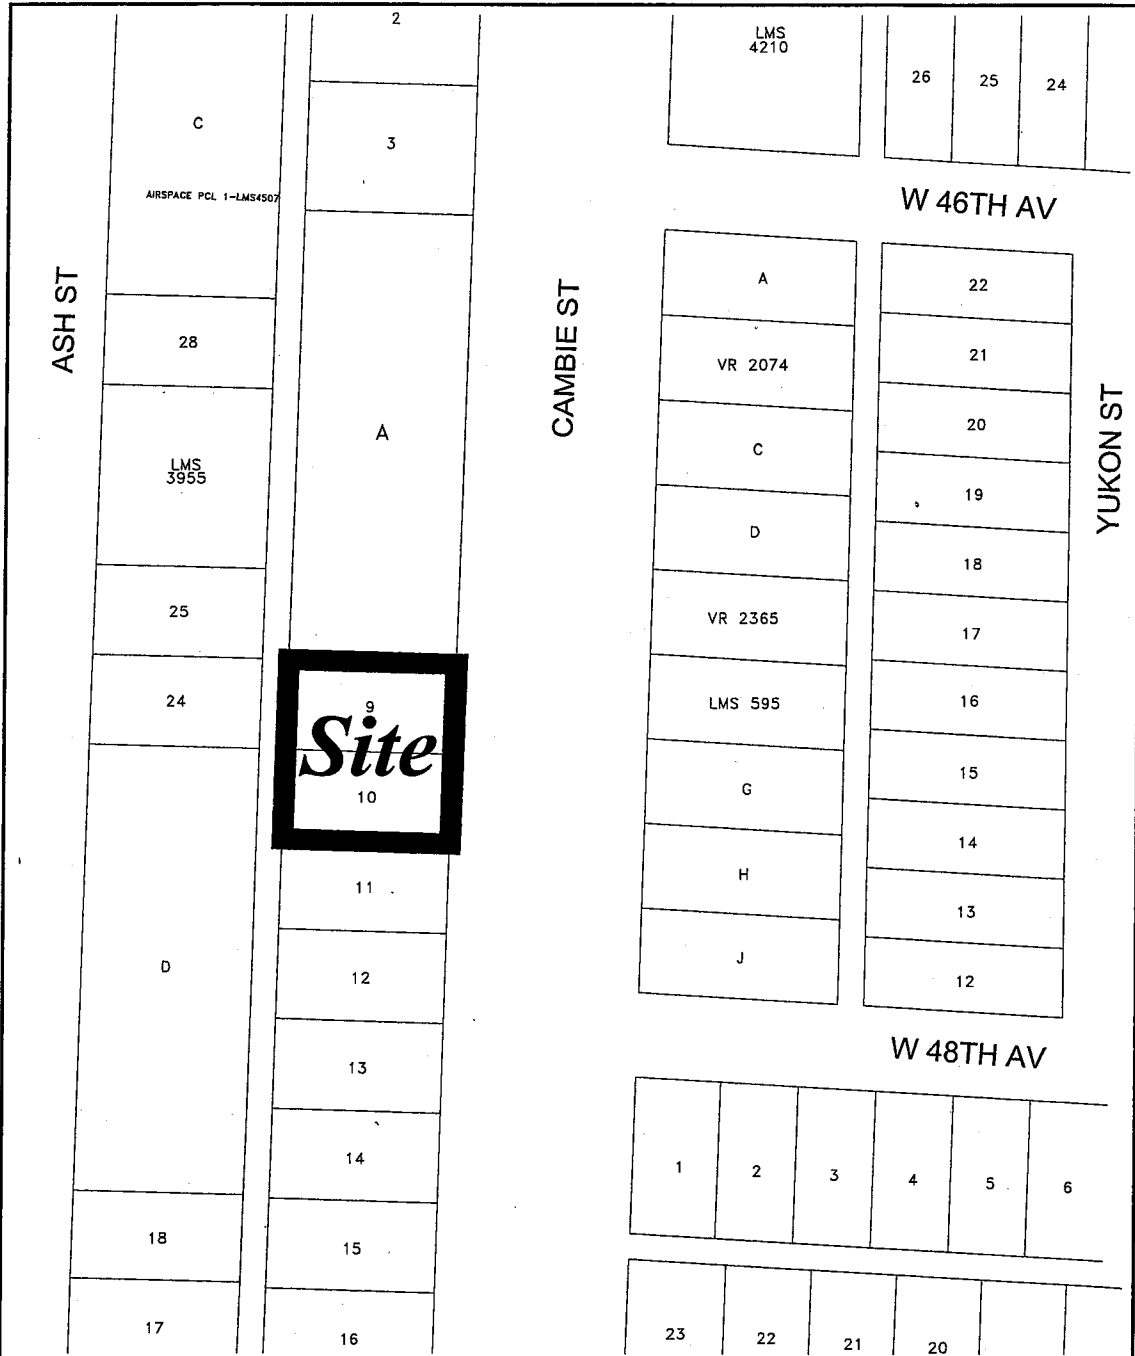 2
LMS
4210
26
25
24
C
3
AIRSPACE PCL 1-LMS4507
W 46TH AV
ASH ST
CAMBIE ST
YUKON ST
28
A
LMS
3955
25
24
9
Site
10
D
11
12
13
14
15
16
18
17
A
VR 2074
C
D
VR 2365
LMS 595
G
H
J
22
21
20
19
18
17
16
15
14
13
12
W 48TH AV
1
2
3
4
5
6
23
22
21
20